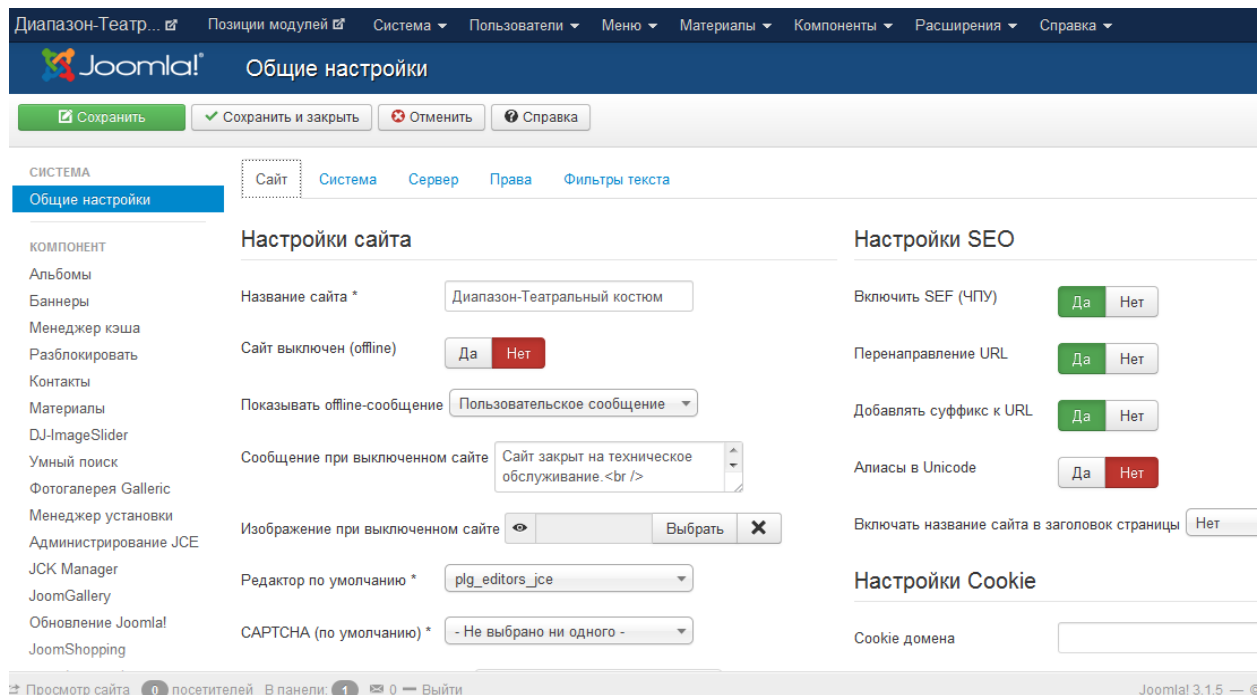 Диапазон-Театр... Позиции модулей Система Пользователи Меню Материалы Компоненты Расширения Справка
Joomla!® Общие настройки
Сохранить Сохранить и закрыть Отменить Справка
СИСТЕМА
Общие настройки
КОМПОНЕНТ
Альбомы
Баннеры
Менеджер кэша
Разблокировать
Контакты
Материалы
DJ-ImageSlider
Умный поиск
Фотогалерея Galleric
Менеджер установки
Администрирование JCE
JCK Manager
JoomGallery
Обновление Joomla!
JoomShopping
Сайт Система Сервер Права Фильтры текста
Настройки сайта
Название сайта * Диапазон-Театральный костюм
Сайт выключен (offline) Да Нет
Показывать offline-сообщение Пользовательское сообщение
Сообщение при выключенном сайте Сайт закрыт на техническое
обслуживание.<br />
Изображение при выключенном сайте Выбрать
Редактор по умолчанию * plg_editors_jce
CAPTCHA (по умолчанию) * - Не выбрано ни одного -
Настройки SEO
Включить SEF (ЧПУ) Да Нет
Перенаправление URL Да Нет
Добавлять суффикс к URL Да Нет
Алиасы в Unicode Да Нет
Включать название сайта в заголовок страницы Нет
Настройки Cookie
Cookie домена
Просмотр сайта 0 посетителей В панели: 1 0 — Выйти Joomla! 3.1.5 — ©